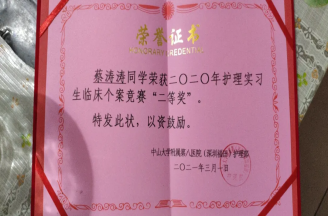 荣誉证书
HONORARY CREDENTIAL
蔡涛涛同学荣获二〇二〇年护理实习
生临床个案竞赛“二等奖”。
特发此状，以资鼓励。
中山大学附属第八医院（深圳福田）护理部
二〇二一年三月一日